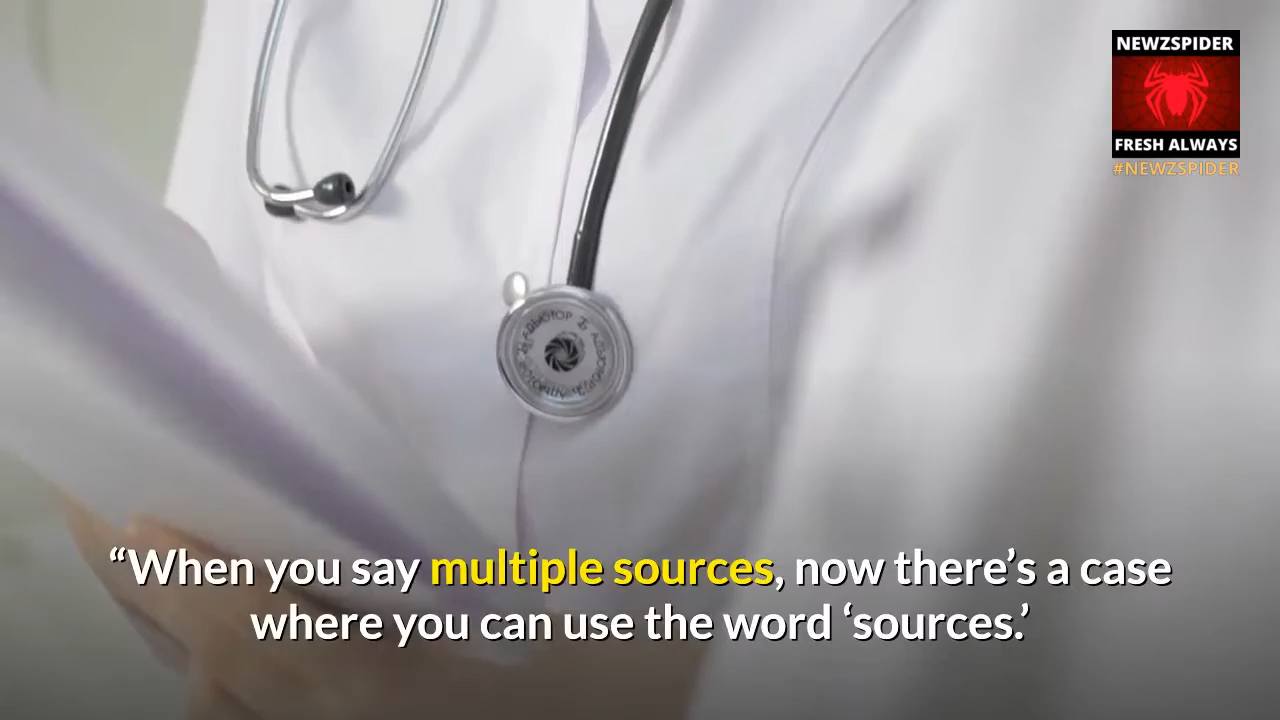 NEWZSPIDER
FRESH ALWAYS
#NEWZSPIDER
“When you say multiple sources, now there’s a case
where you can use the word ‘sources.’